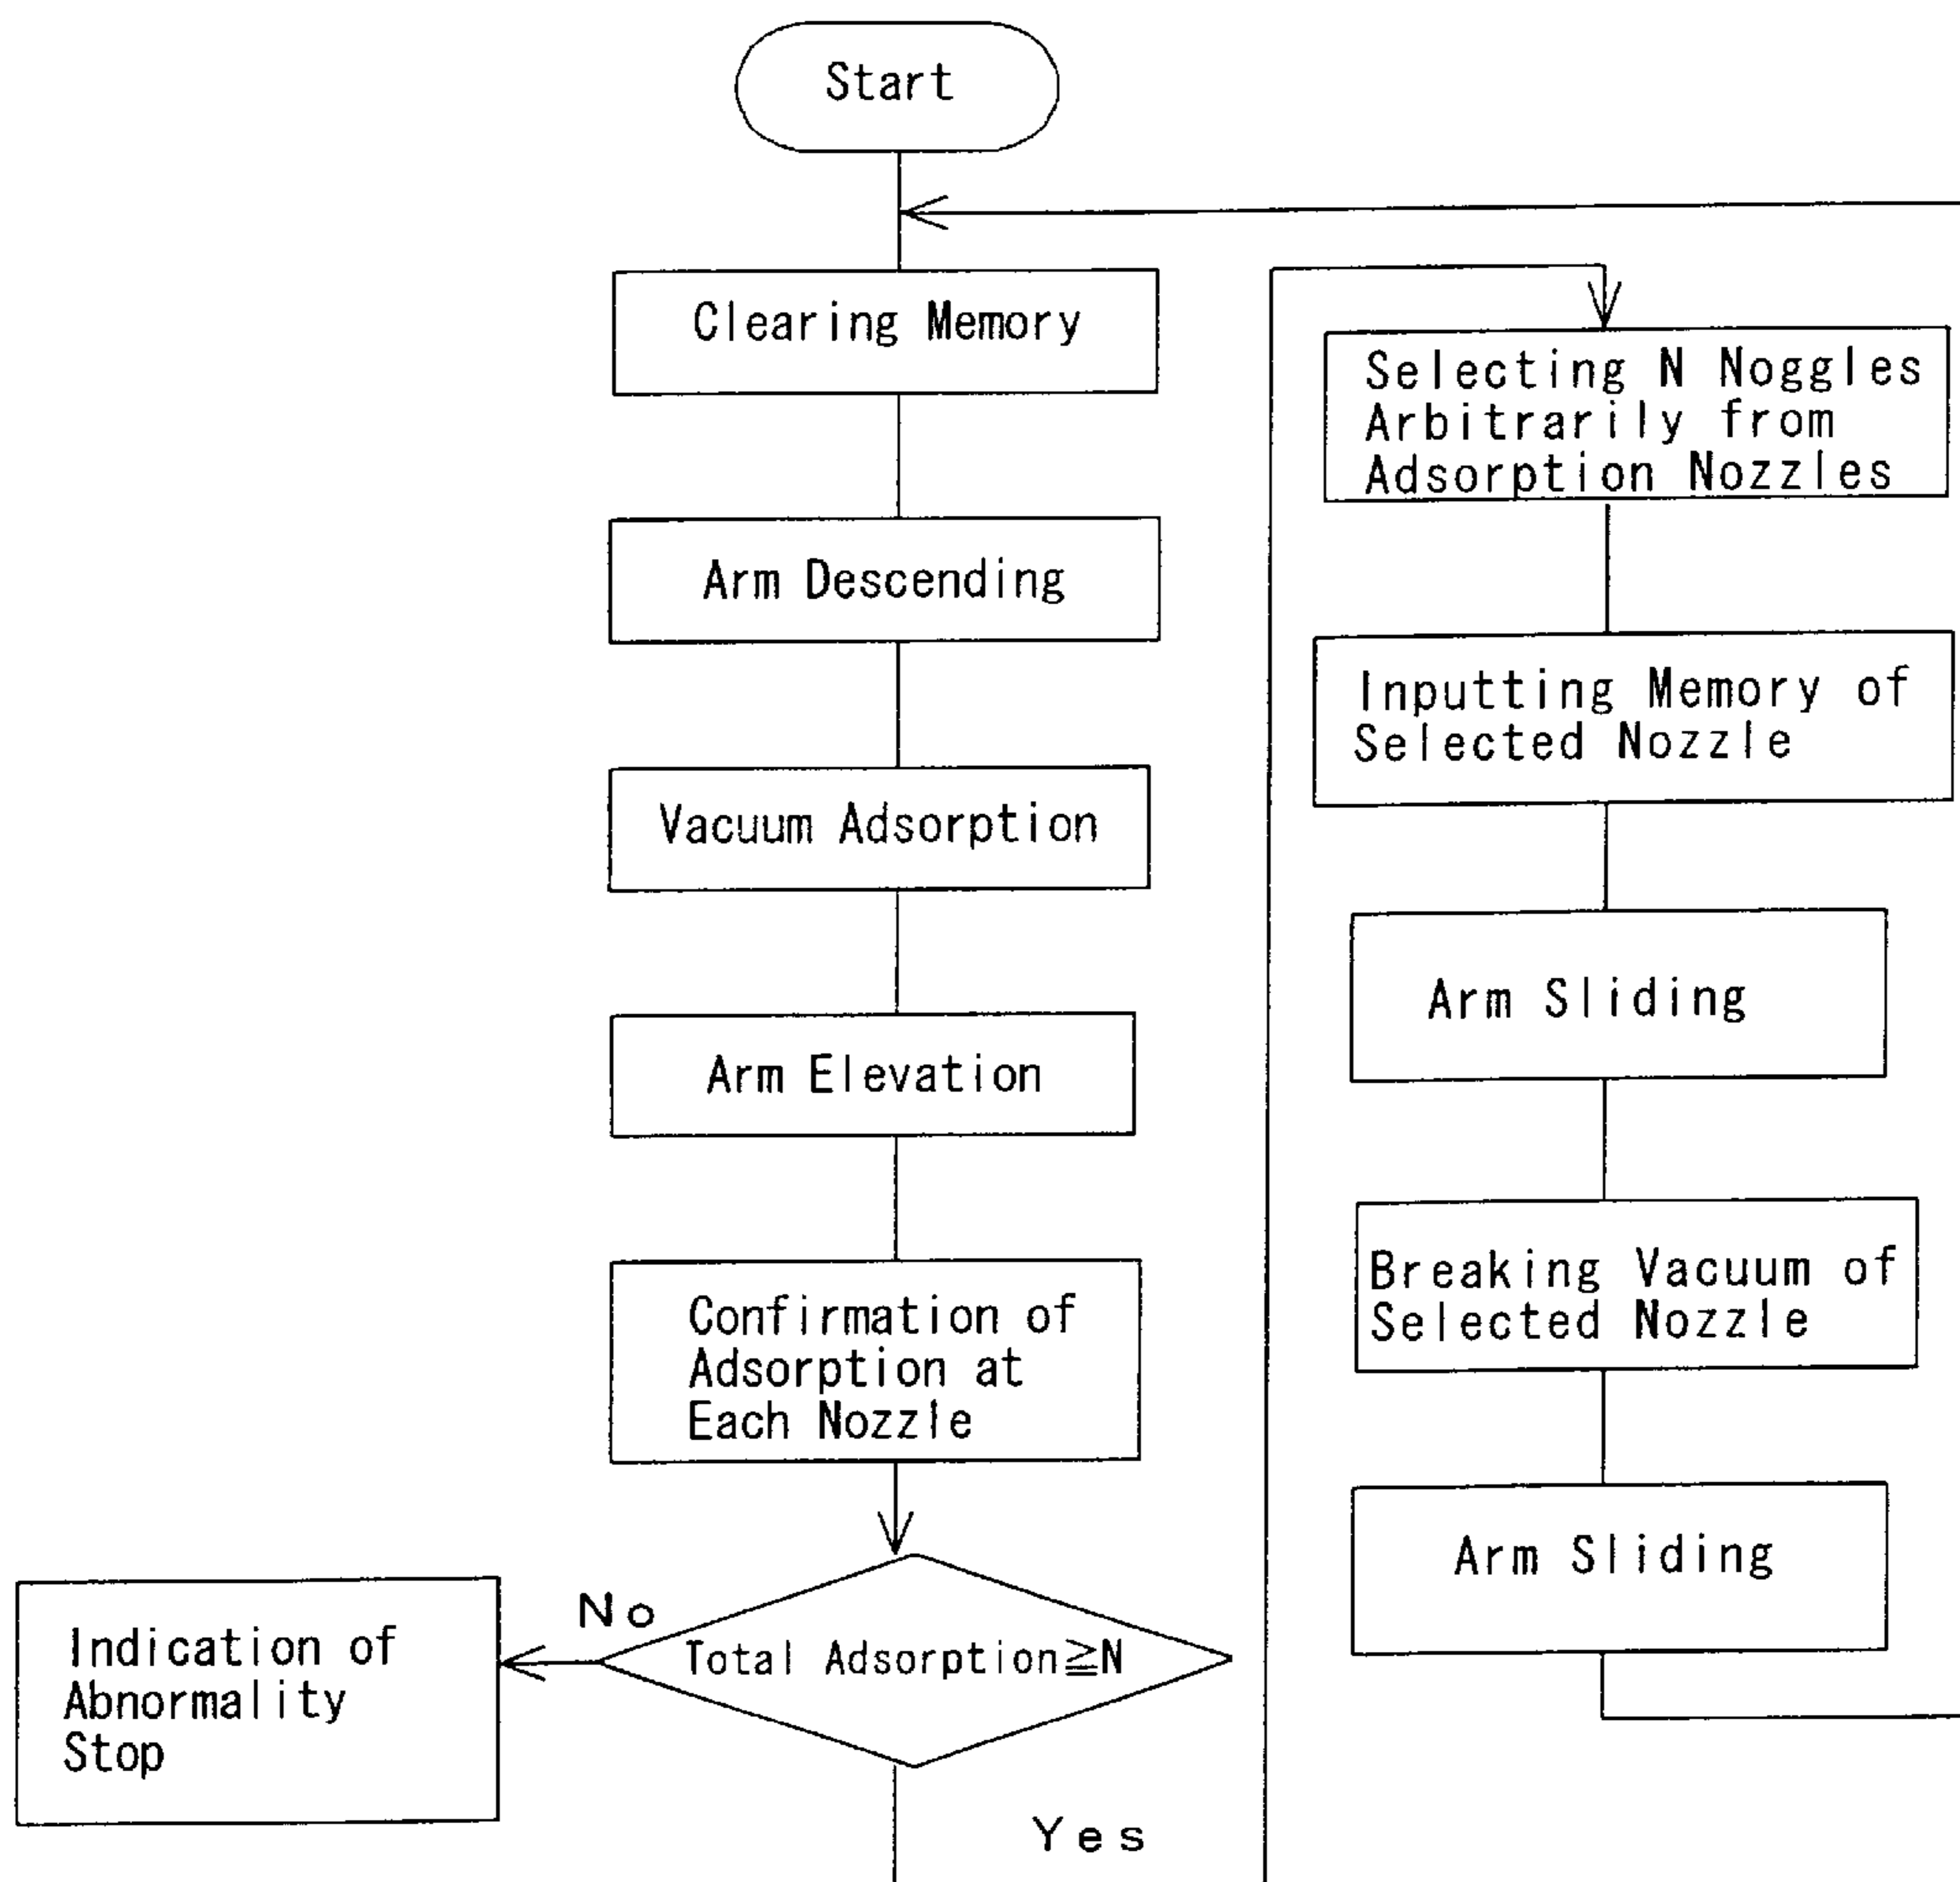 Start
Clearing Memory
Arm Descending
Vacuum Adsorption
Arm Elevation
Confirmation of
Adsorption at
Each Nozzle
Total Adsorption≧N
No
Indication of
Abnormality
Stop
Yes
Selecting N Noggles
Arbitrarily from
Adsorption Nozzles
Inputting Memory of
Selected Nozzle
Arm Sliding
Breaking Vacuum of
Selected Nozzle
Arm Sliding